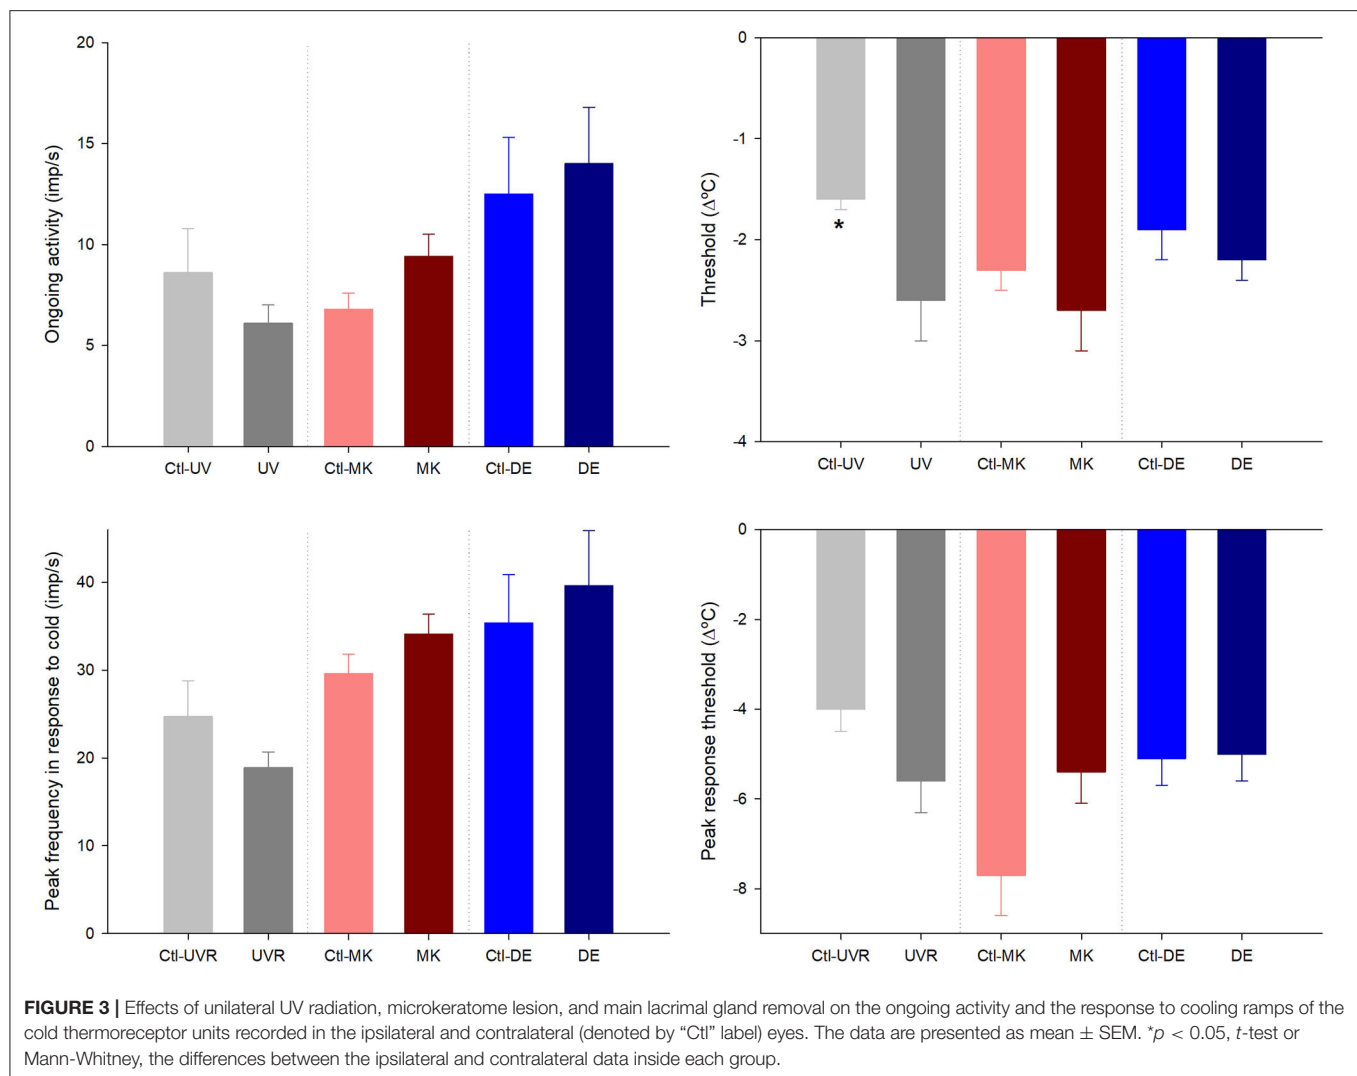 20
15
10
5
0
Ongoing activity (imp/s)
Ctl-UV UV Ctl-MK MK Ctl-DE DE
0
-1
-2
-3
-4
Threshold (Δ°C)
*
Ctl-UV UV Ctl-MK MK Ctl-DE DE
40
30
20
10
0
Peak frequency in response to cold (imp/s)
Ctl-UVR UVR Ctl-MK MK Ctl-DE DE
0
-2
-4
-6
-8
Peak response threshold (Δ°C)
Ctl-UVR UVR Ctl-MK MK Ctl-DE DE
FIGURE 3 | Effects of unilateral UV radiation, microkeratome lesion, and main lacrimal gland removal on the ongoing activity and the response to cooling ramps of the
cold thermoreceptor units recorded in the ipsilateral and contralateral (denoted by “Ctl” label) eyes. The data are presented as mean ± SEM. *p < 0.05, t-test or
Mann-Whitney, the differences between the ipsilateral and contralateral data inside each group.